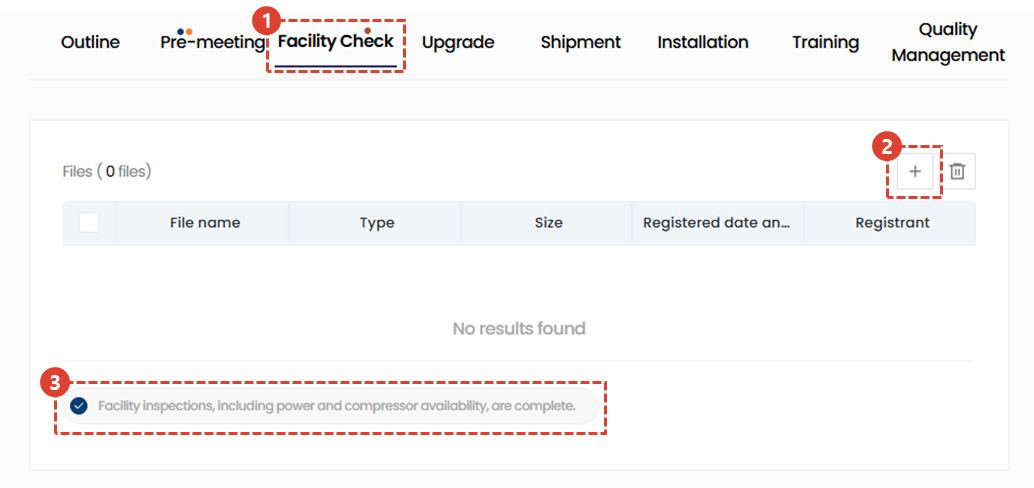 1
Outline
Pre-meeting
Facility Check
Upgrade
Shipment
Installation
Training
Quality
Management
2
Files ( 0 files)
+
File name
Type
Size
Registered date an...
Registrant
No results found
3
Facility inspections, including power and compressor availability, are complete.